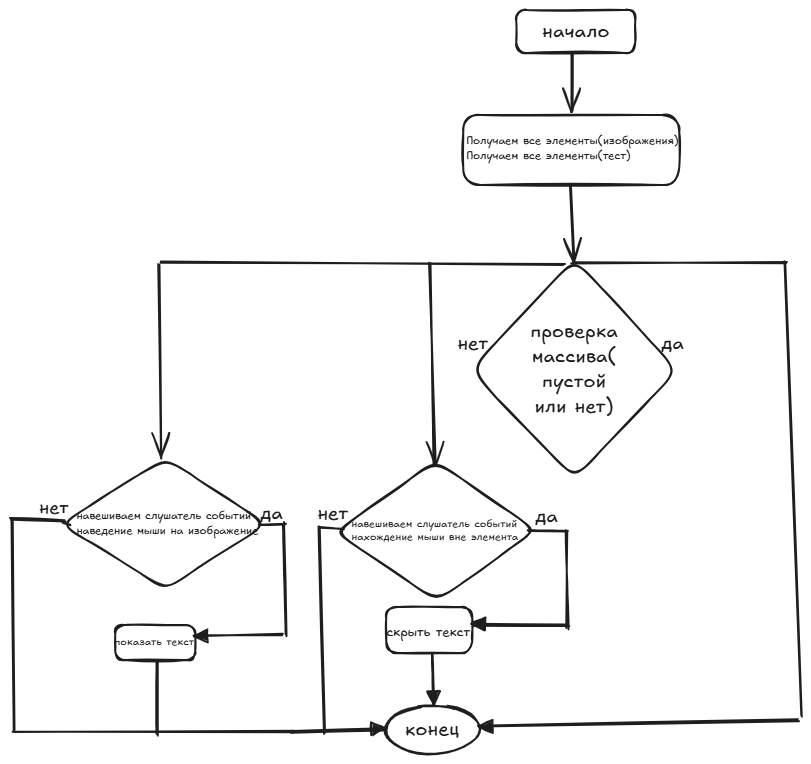 начало
Получаем все элементы(изображения)
Получаем все элементы(тест)
нет
да
проверка
массива(
пустой
или нет)
нет
навешиваем слушатель событий
наведение мыши на изображение
да
нет
навешиваем слушатель событий
нахождение мыши вне элемента
да
показать текст
скрыть текст
конец